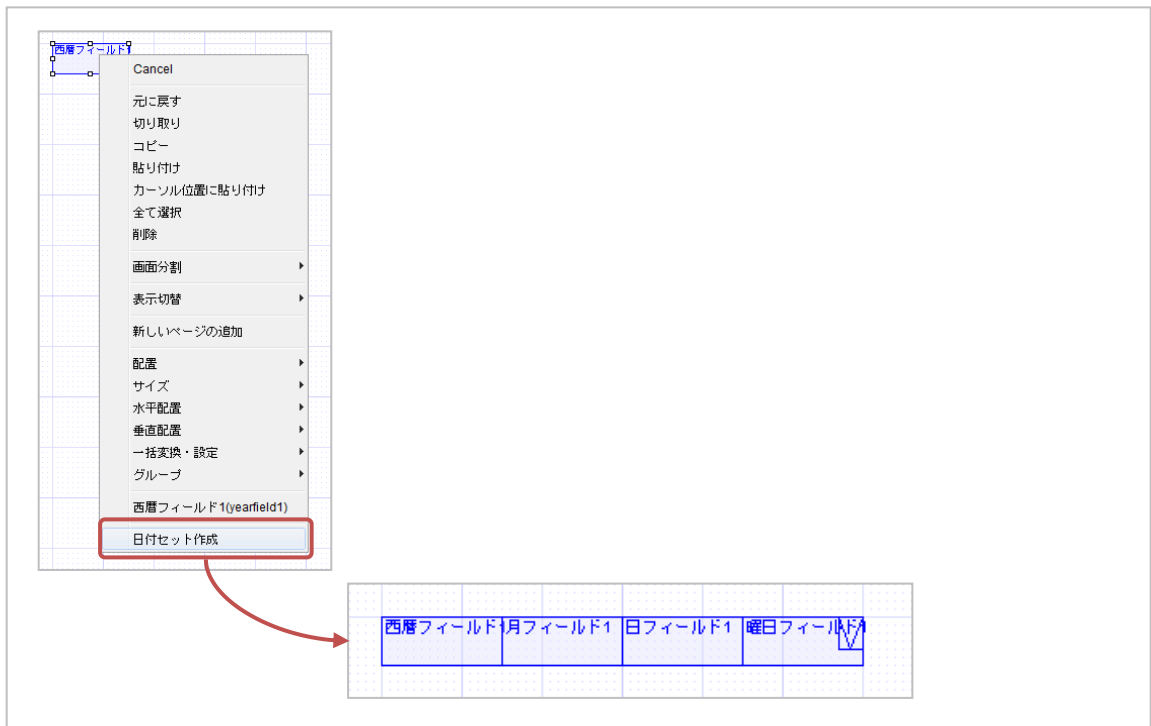 西暦フィールド1
Cancel
元に戻す
切り取り
コピー
貼り付け
カーソル位置に貼り付け
全て選択
削除
画面分割
表示切替
新しいページの追加
配置
サイズ
水平配置
垂直配置
一括変換・設定
グループ
西暦フィールド1(yearfield1)
日付セット作成
西暦フィールド1 月フィールド1 日フィールド1 曜日フィールド1